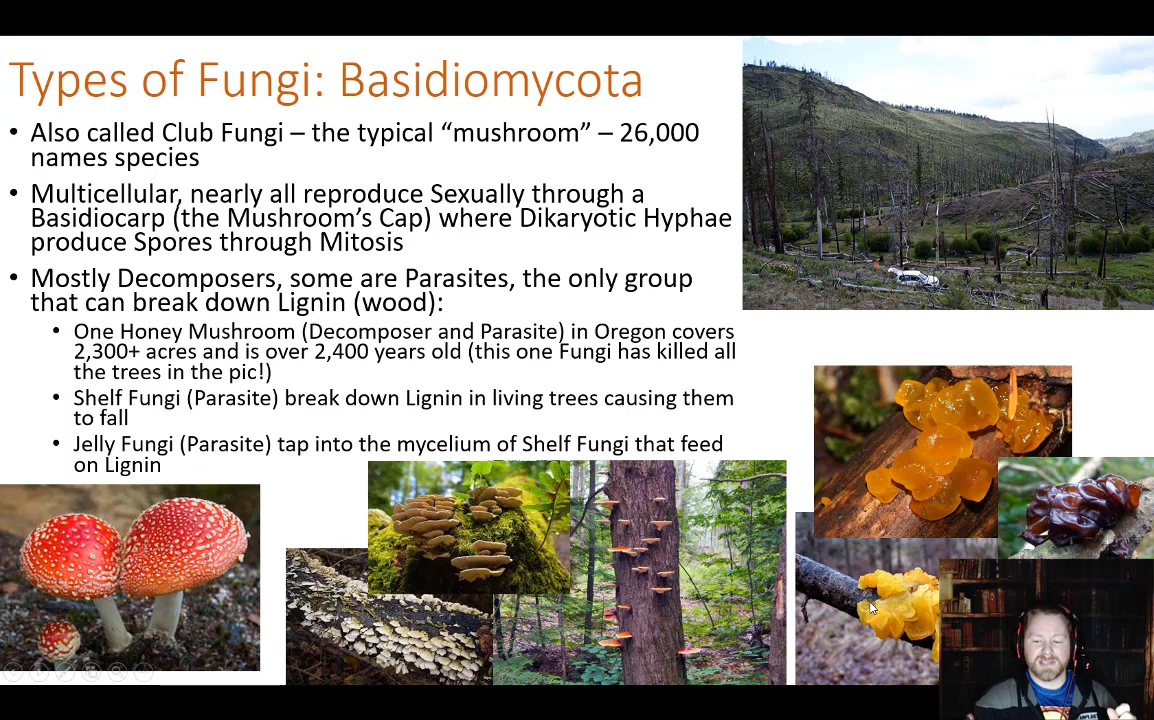 Types of Fungi: Basidiomycota
• Also called Club Fungi – the typical “mushroom” – 26,000
names species
• Multicellular, nearly all reproduce Sexually through a
Basidiocarp (the Mushroom’s Cap) where Dikaryotic Hyphae
produce Spores through Mitosis
• Mostly Decomposers, some are Parasites, the only group
that can break down Lignin (wood):
• One Honey Mushroom (Decomposer and Parasite) in Oregon covers
2,300+ acres and is over 2,400 years old (this one Fungi has killed all
the trees in the pic!)
• Shelf Fungi (Parasite) break down Lignin in living trees causing them
to fall
• Jelly Fungi (Parasite) tap into the mycelium of Shelf Fungi that feed
on Lignin